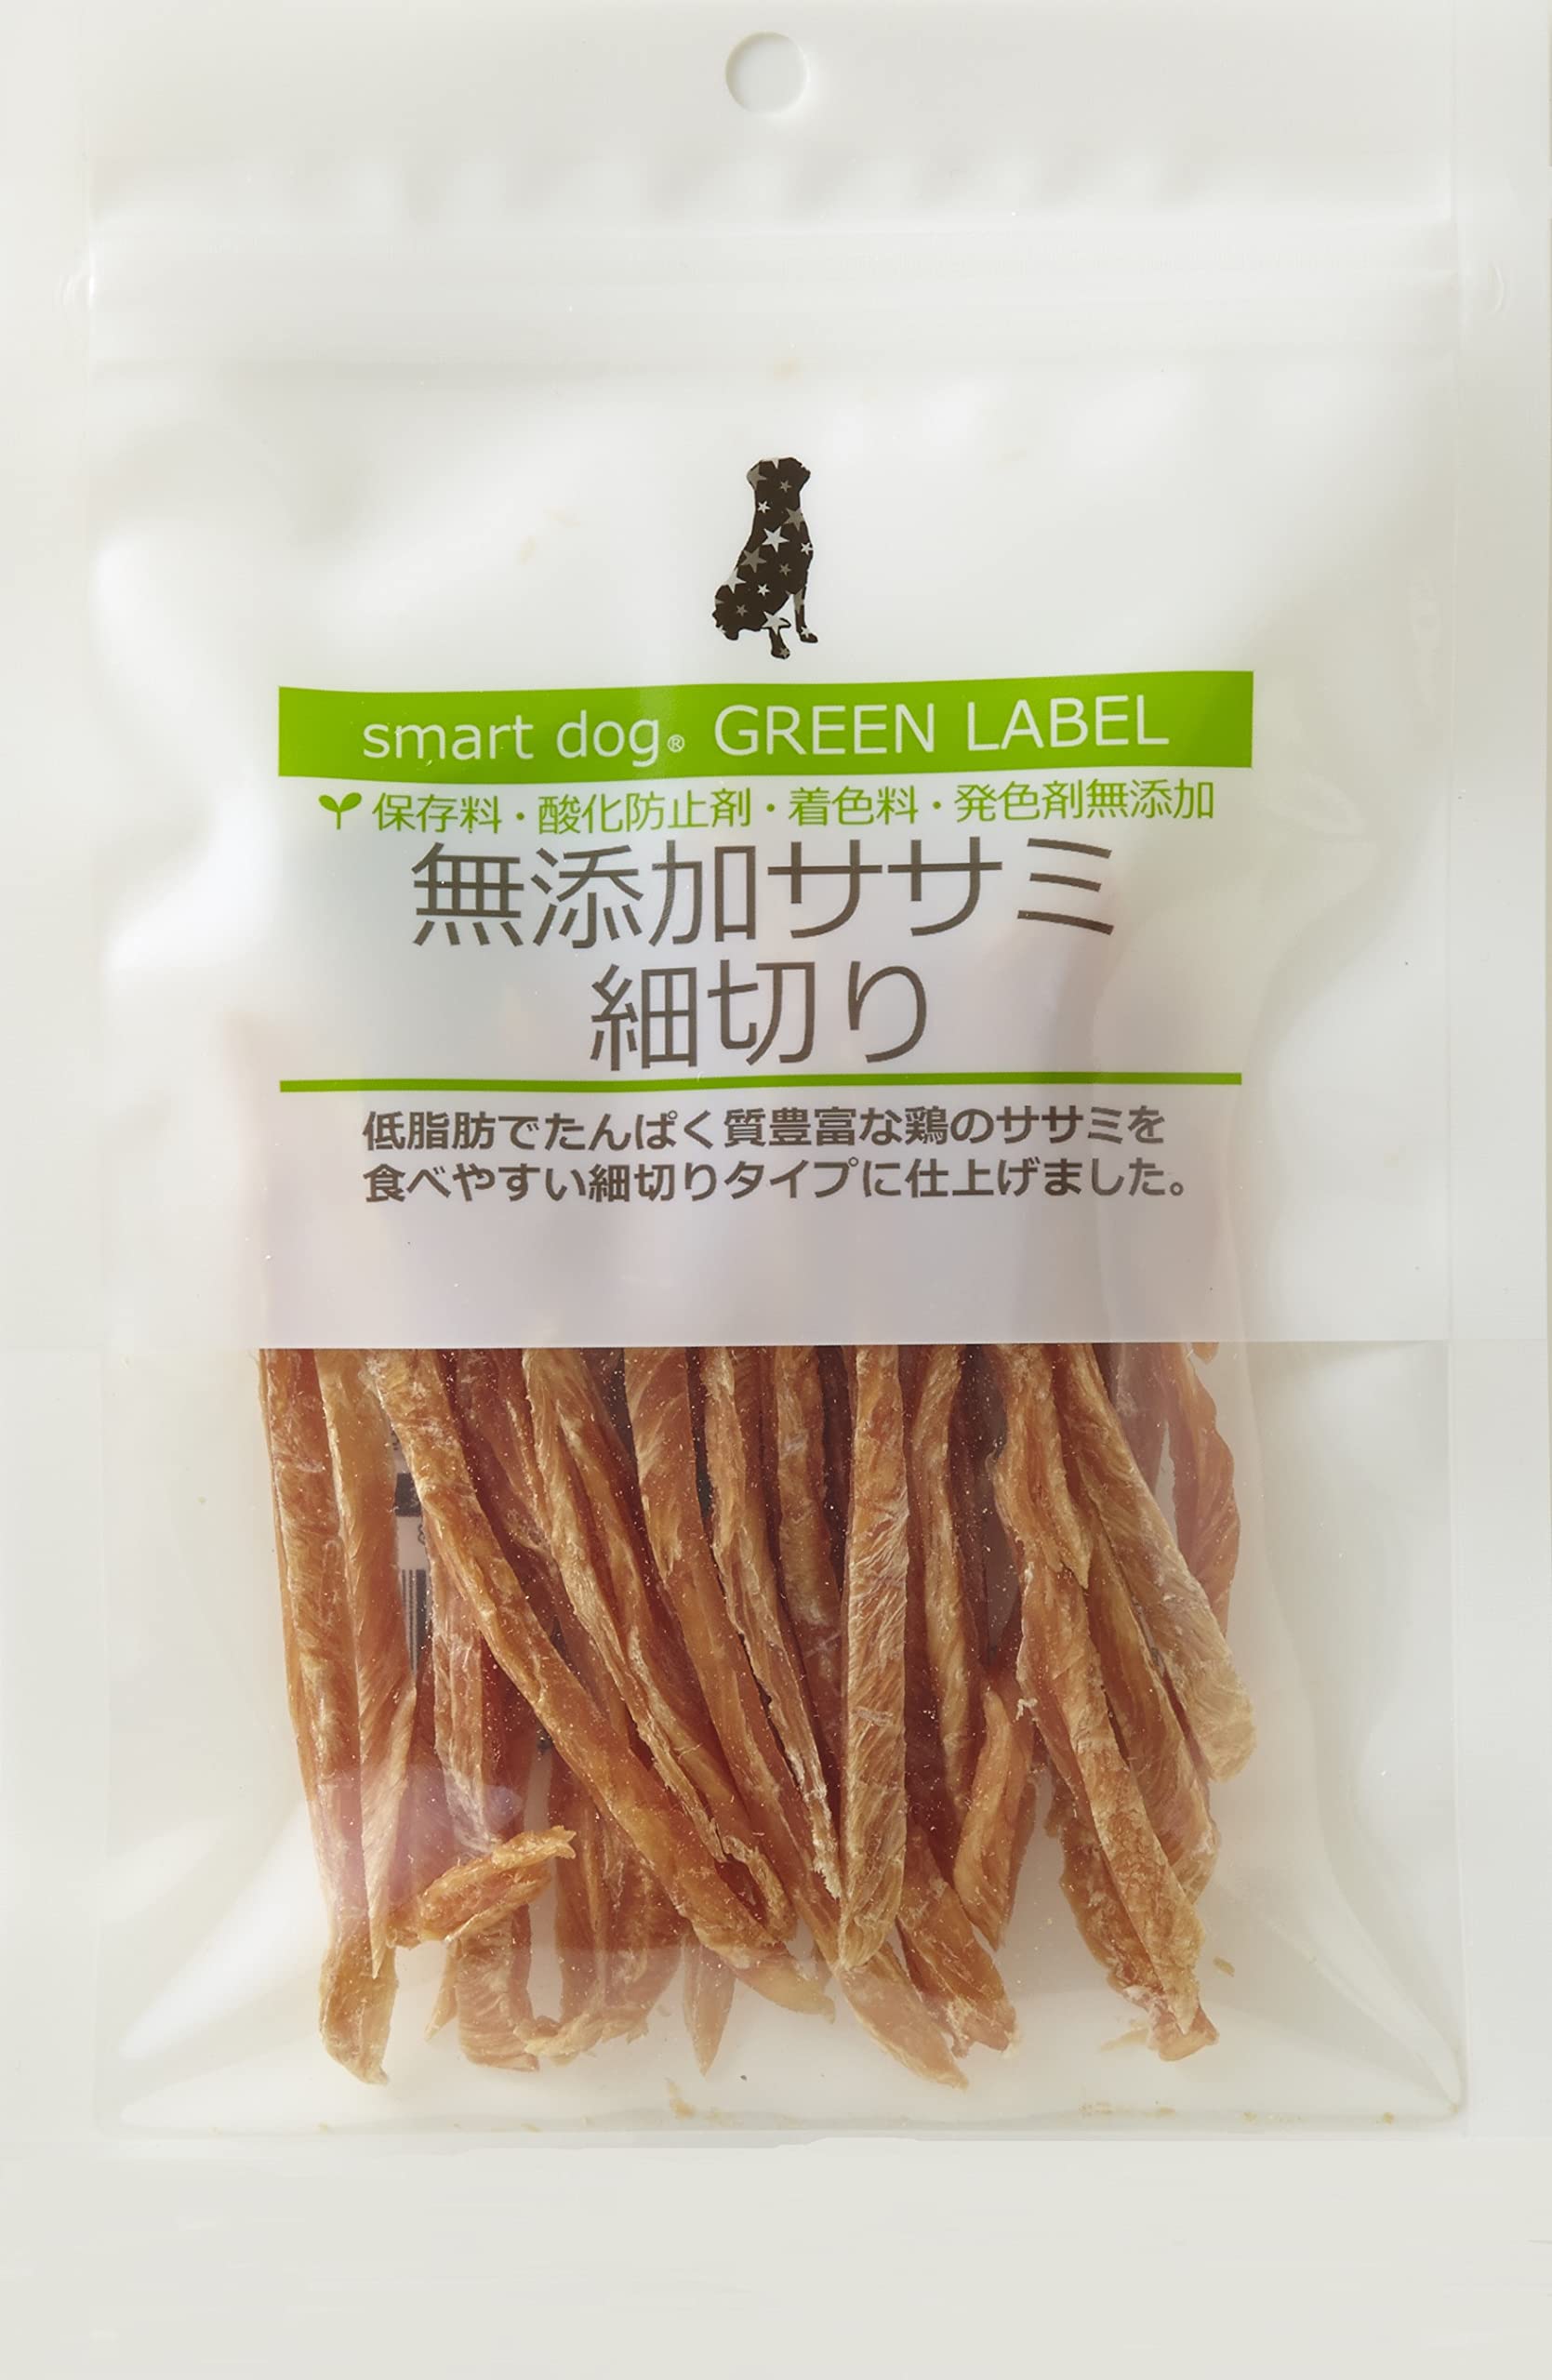 smart dog® GREEN LABEL
保存料・酸化防止剤・着色料・発色剤無添加
無添加ササミ
細切り
低脂肪でたんぱく質豊富な鶏のササミを
食べやすい細切りタイプに仕上げました。